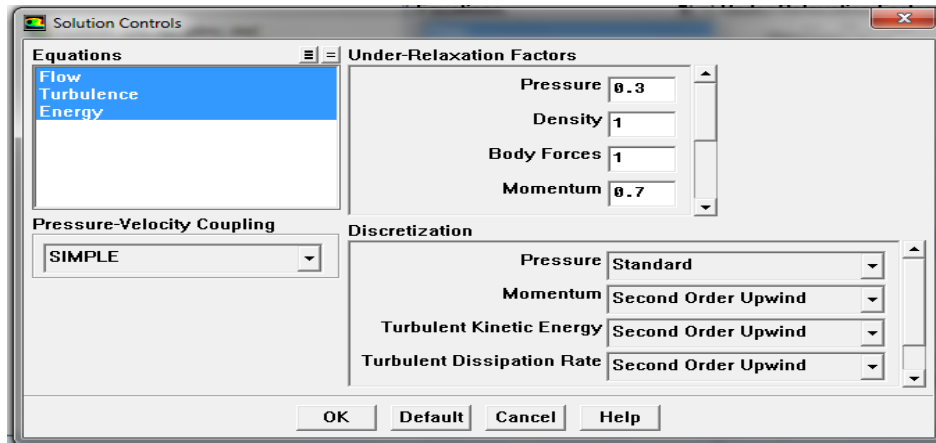 Solution Controls
Equations
Flow
Turbulence
Energy
Under-Relaxation Factors
Pressure 0.3
Density 1
Body Forces 1
Momentum 0.7
Pressure-Velocity Coupling
SIMPLE
Discretization
Pressure Standard
Momentum Second Order Upwind
Turbulent Kinetic Energy Second Order Upwind
Turbulent Dissipation Rate Second Order Upwind
OK Default Cancel Help